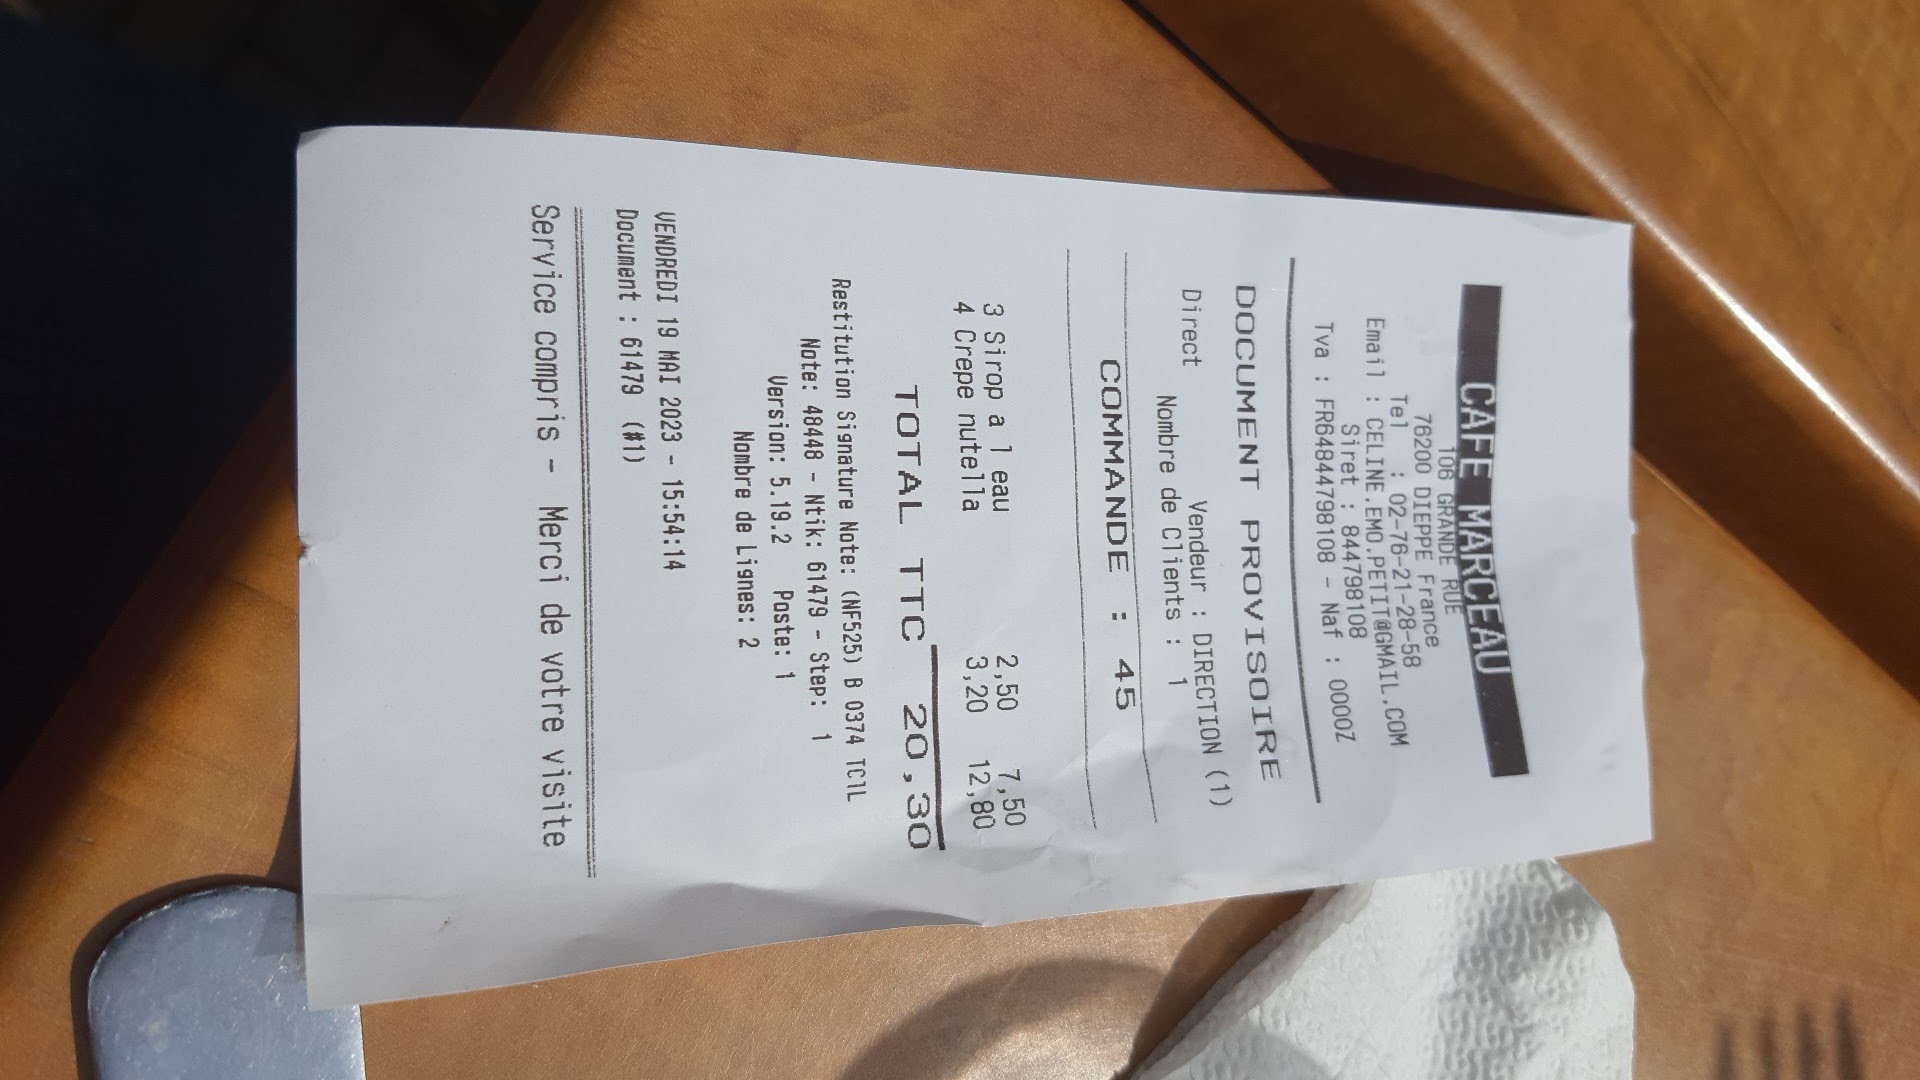 CAFE MARCEAU
106 GRANDE RUE
76200 DIEPPE France
Tel : 02-76-21-28-58
Email : CELINE.EMO.PETIT@GMAIL.COM
Siret : 844798108
Tva : FR64844798108 - Naf : 0000Z
DOCUMENT PROVISOIRE
Vendeur : DIRECTION (1)
Direct Nombre de Clients : 1
COMMANDE : 45
3 Sirop a l eau 2,50 7,50
4 Crepe nutella 3,20 12,80
TOTAL TTC 20,30
Restitution Signature Note: (NF525) B 0374 TC1L
Note: 48448 - Ntik: 61479 - Step: 1
Version: 5.19.2 Poste: 1
Nombre de Lignes: 2
VENDREDI 19 MAI 2023 - 15:54:14
Document : 61479 (#1)
Service compris - Merci de votre visite